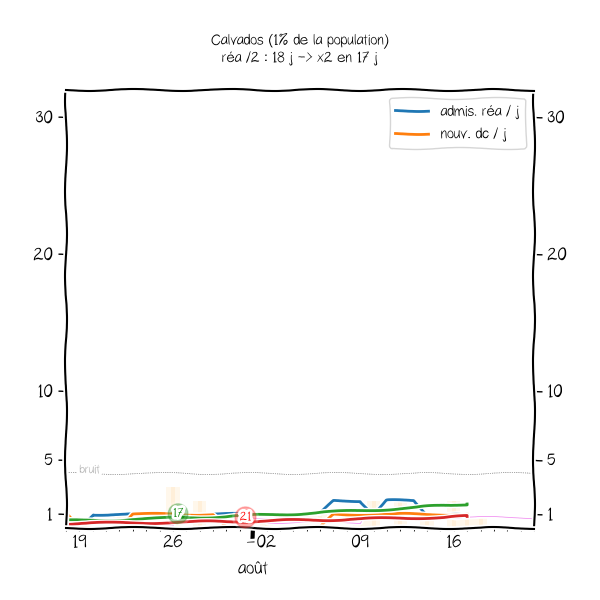 Calvados (1% de la population)
réa /2 : 18 j -> x2 en 17 j
admis. réa / j
nouv. dc / j
30
30
20
20
10
10
5
5
bruit
1
1
17
21
19
26
02
09
16
août